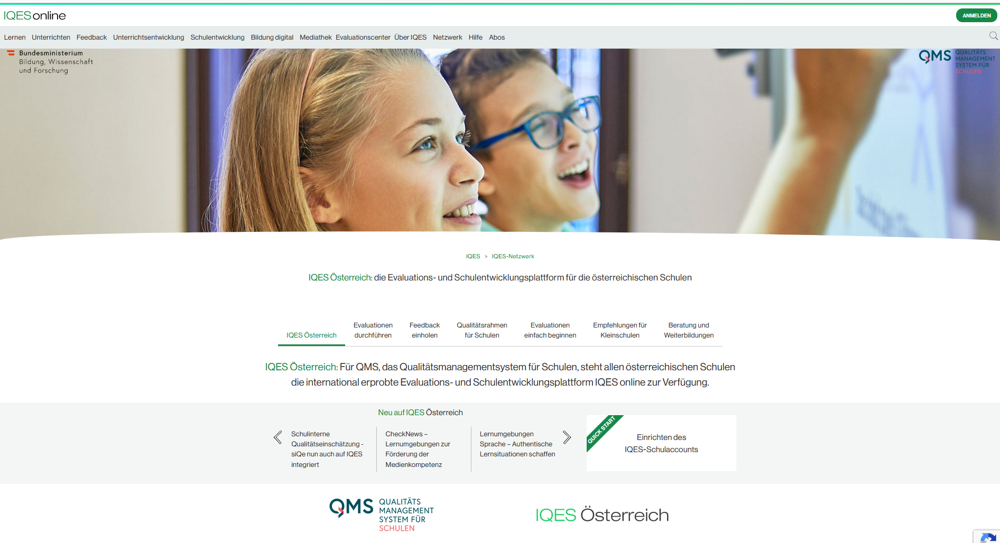 IQES online
ANMELDEN
Lernen Unterrichten Feedback Unterrichtsentwicklung Schulentwicklung Bildung digital Mediathek Evaluationscenter Über IQES Netzwerk Hilfe Abos
Bundesministerium
Bildung, Wissenschaft
und Forschung
QMS QUALITÄTS
MANAGEMENT
SYSTEM FÜR
SCHULEN
IQES > IQES-Netzwerk
IQES Österreich: die Evaluations- und Schulentwicklungsplattform für die österreichischen Schulen
IQES Österreich
Evaluationen
durchführen
Feedback
einholen
Qualitätsrahmen
für Schulen
Evaluationen
einfach beginnen
Empfehlungen für
Kleinschulen
Beratung und
Weiterbildungen
IQES Österreich: Für QMS, das Qualitätsmanagementsystem für Schulen, steht allen österreichischen Schulen
die international erprobte Evaluations- und Schulentwicklungsplattform IQES online zur Verfügung.
Neu auf IQES Österreich
Schulinterne
Qualitätseinschätzung -
siQe nun auch auf IQES
integriert
CheckNews –
Lernumgebungen zur
Förderung der
Medienkompetenz
Lernumgebungen
Sprache – Authentische
Lernsituationen schaffen
QUICK START
Einrichten des
IQES-Schulaccounts
QMS QUALITÄTS
MANAGEMENT
SYSTEM FÜR
SCHULEN
IQES Österreich